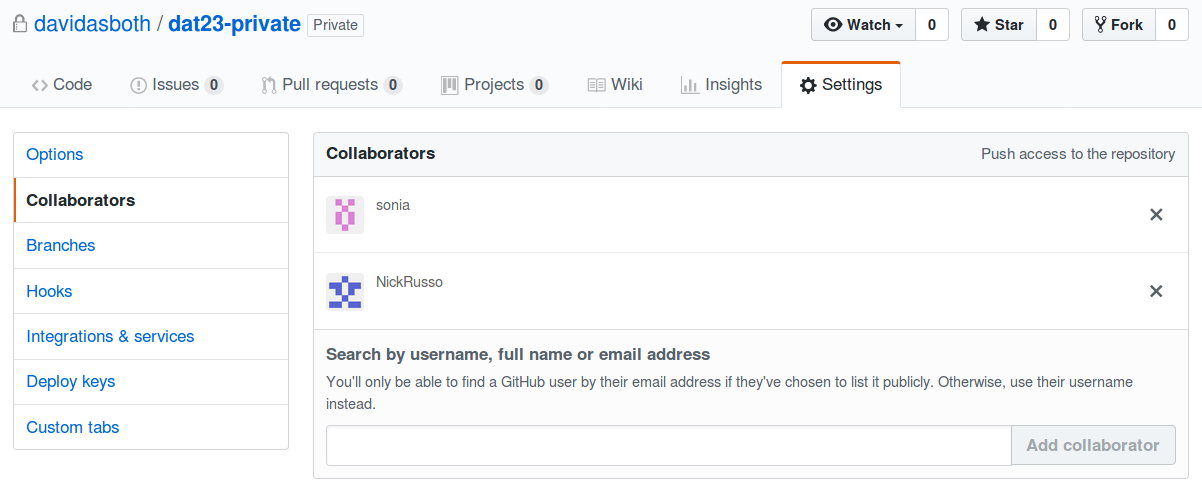 davidasboth / dat23-private Private Watch 0 Star 0 Fork 0
Code Issues 0 Pull requests 0 Projects 0 Wiki Insights Settings
Options
Collaborators
Branches
Hooks
Integrations & services
Deploy keys
Custom tabs
Collaborators Push access to the repository
sonia
NickRusso
Search by username, full name or email address
You'll only be able to find a GitHub user by their email address if they've chosen to list it publicly. Otherwise, use their username
instead.
Add collaborator